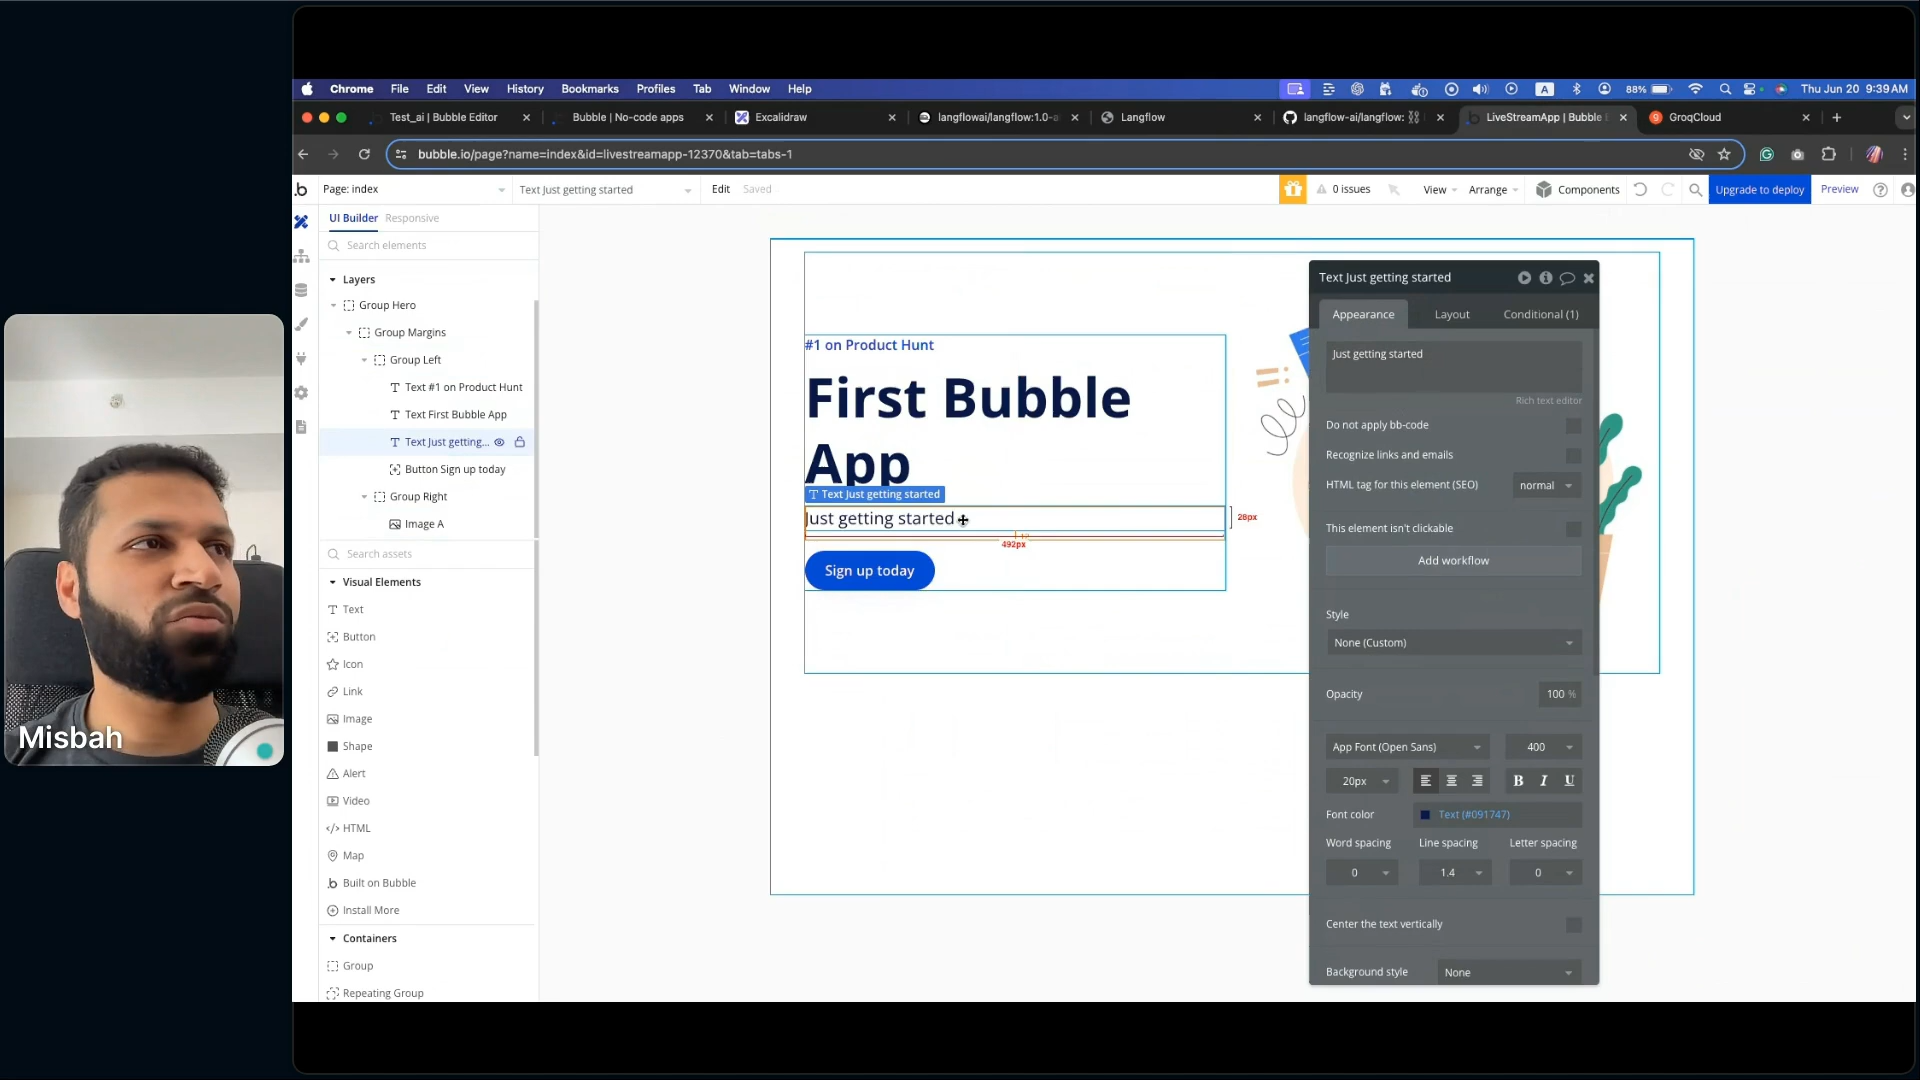 Chrome File Edit View History Bookmarks Profiles Tab Window Help
A 88% Thu Jun 20 9:39 AM
Test_ai | Bubble Editor
Bubble | No-code apps
Excalidraw
langflowai/langflow:1.0-a
Langflow
langflow-ai/langflow:
LiveStreamApp | Bubble E
GroqCloud
bubble.io/page?name=index&id=livestreamapp-12370&tab=tabs-1
Page: index
Text Just getting started
Edit
Saved
0 issues
View
Arrange
Components
Upgrade to deploy
Preview
UI Builder
Responsive
Search elements
Layers
Group Hero
Group Margins
Group Left
Text #1 on Product Hunt
Text First Bubble App
Text Just getting...
Button Sign up today
Group Right
Image A
Search assets
Visual Elements
Text
Button
Icon
Link
Image
Shape
Alert
Video
HTML
Map
Built on Bubble
Install More
Containers
Group
Repeating Group
#1 on Product Hunt
First Bubble
App
Text Just getting started
Just getting started
28px
492px
Sign up today
Text Just getting started
Appearance
Layout
Conditional (1)
Just getting started
Rich text editor
Do not apply bb-code
Recognize links and emails
HTML tag for this element (SEO)
normal
This element isn't clickable
Add workflow
Style
None (Custom)
Opacity
100 %
App Font (Open Sans)
400
20px
B I U
Font color
Text (#091747)
Word spacing
Line spacing
Letter spacing
0
1.4
0
Center the text vertically
Background style
None
Misbah